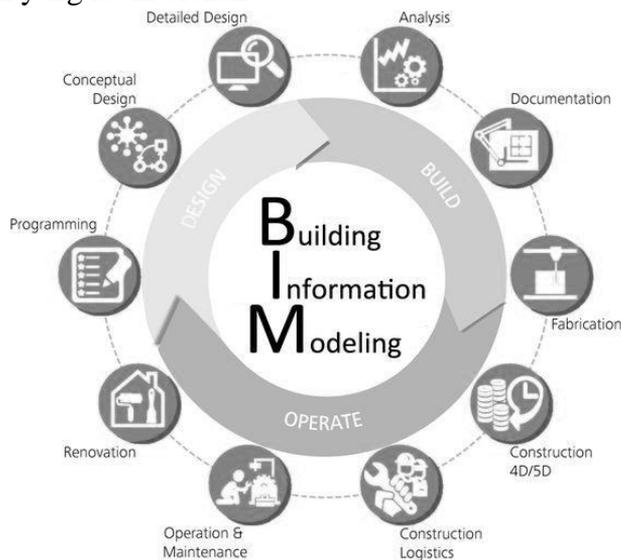 Detailed Design
Analysis
Conceptual
Design
Documentation
DESIGN
BUILD
Programming
Building
Information
Modeling
Fabrication
OPERATE
Renovation
Construction
4D/5D
Operation &
Maintenance
Construction
Logistics